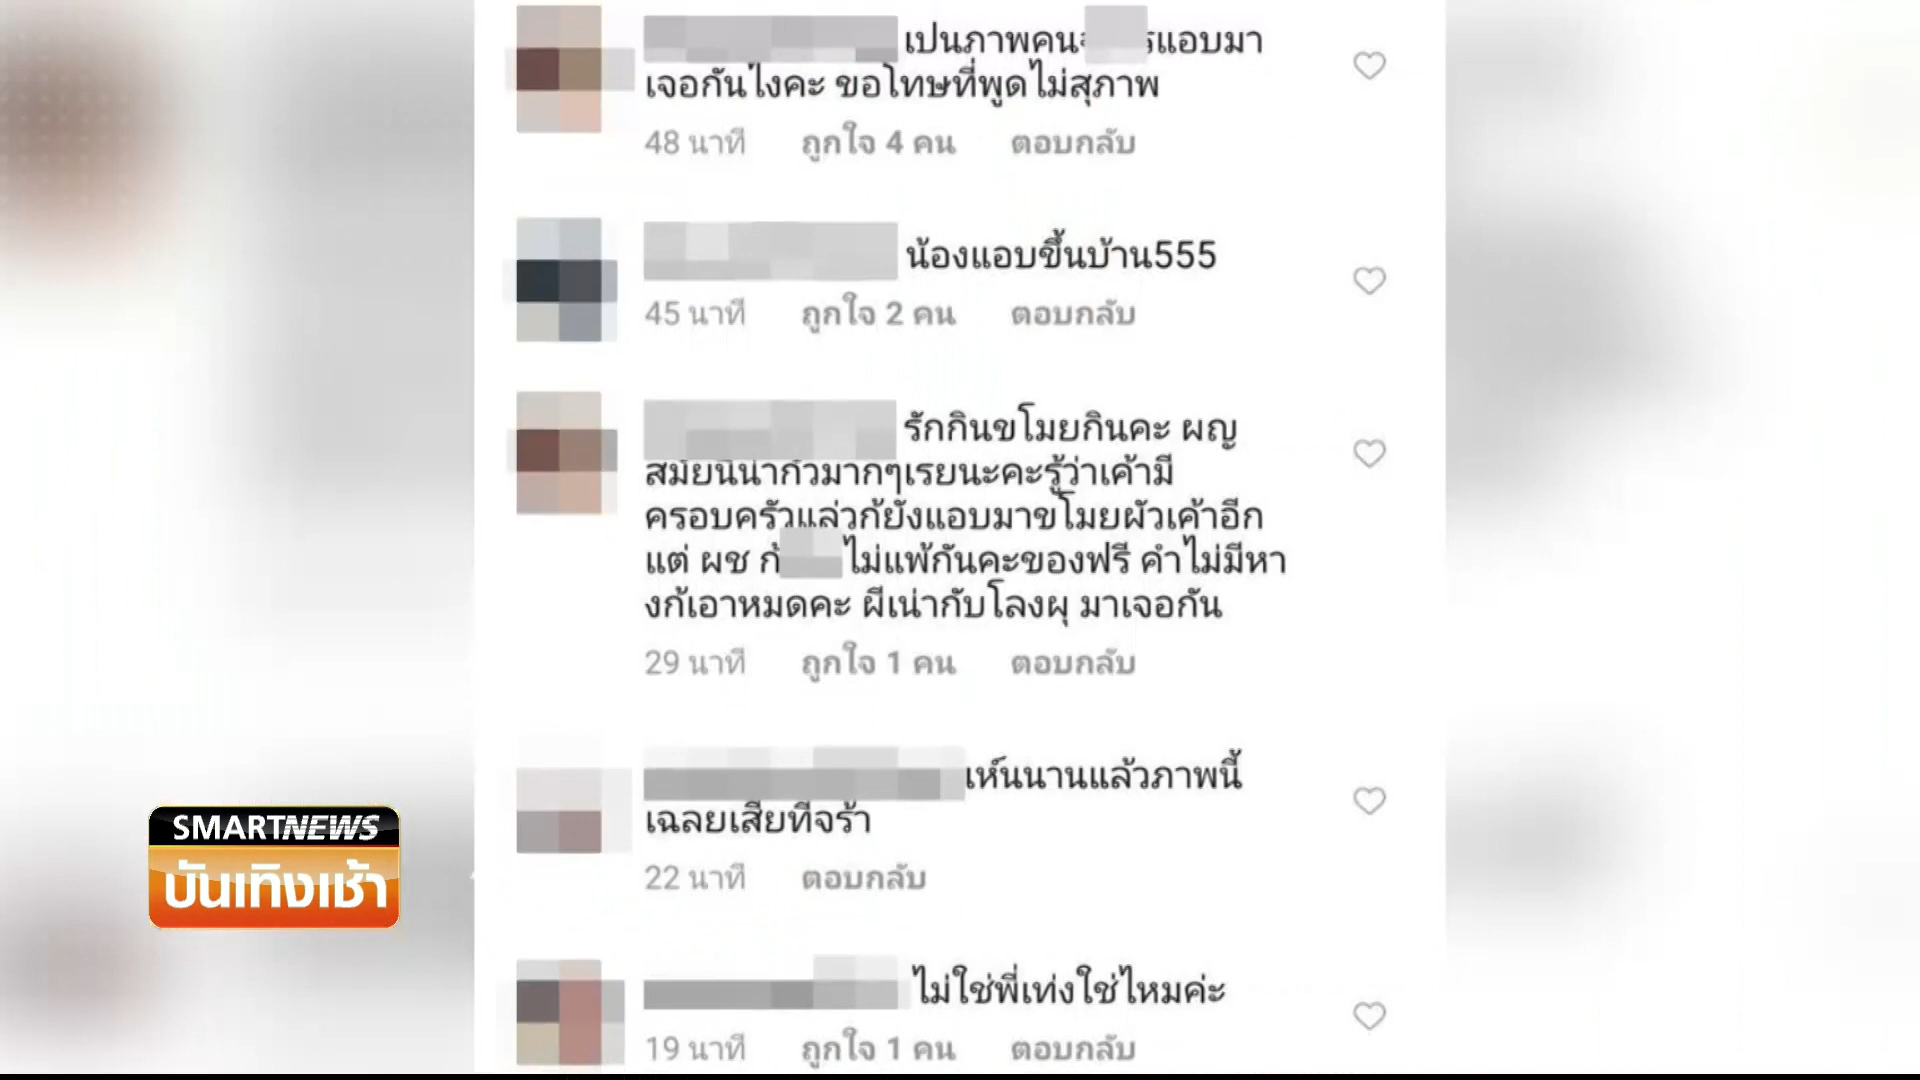 เปนภาพคน รแอบมา
เจอกันไงคะ ขอโทษที่พูดไม่สุภาพ
48 นาที ถูกใจ 4 คน ตอบกลับ
น้องแอบขึ้นบ้าน555
45 นาที ถูกใจ 2 คน ตอบกลับ
รักกินขโมยกินคะ ผญ
สมัยนี้น่ากัวมากๆเรยนะคะรู้ว่าเค้ามี
ครอบครัวแล่วก้ยังแอบมาขโมยผัวเค้าอีก
แต่ ผช ก้ ไม่แพ้กันคะของฟรี คำไม่มีหา
งก้เอาหมดคะ ผีเน่ากับโลงผุ มาเจอกัน
29 นาที ถูกใจ 1 คน ตอบกลับ
เห์นนานแล้วภาพนี้
เฉลยเสียทีจร้า
22 นาที ตอบกลับ
ไม่ใช่พี่เท่งใช่ไหมค่ะ
19 นาที ถูกใจ 1 คน ตอบกลับ
SMARTNEWS
บันเทิงเช้า